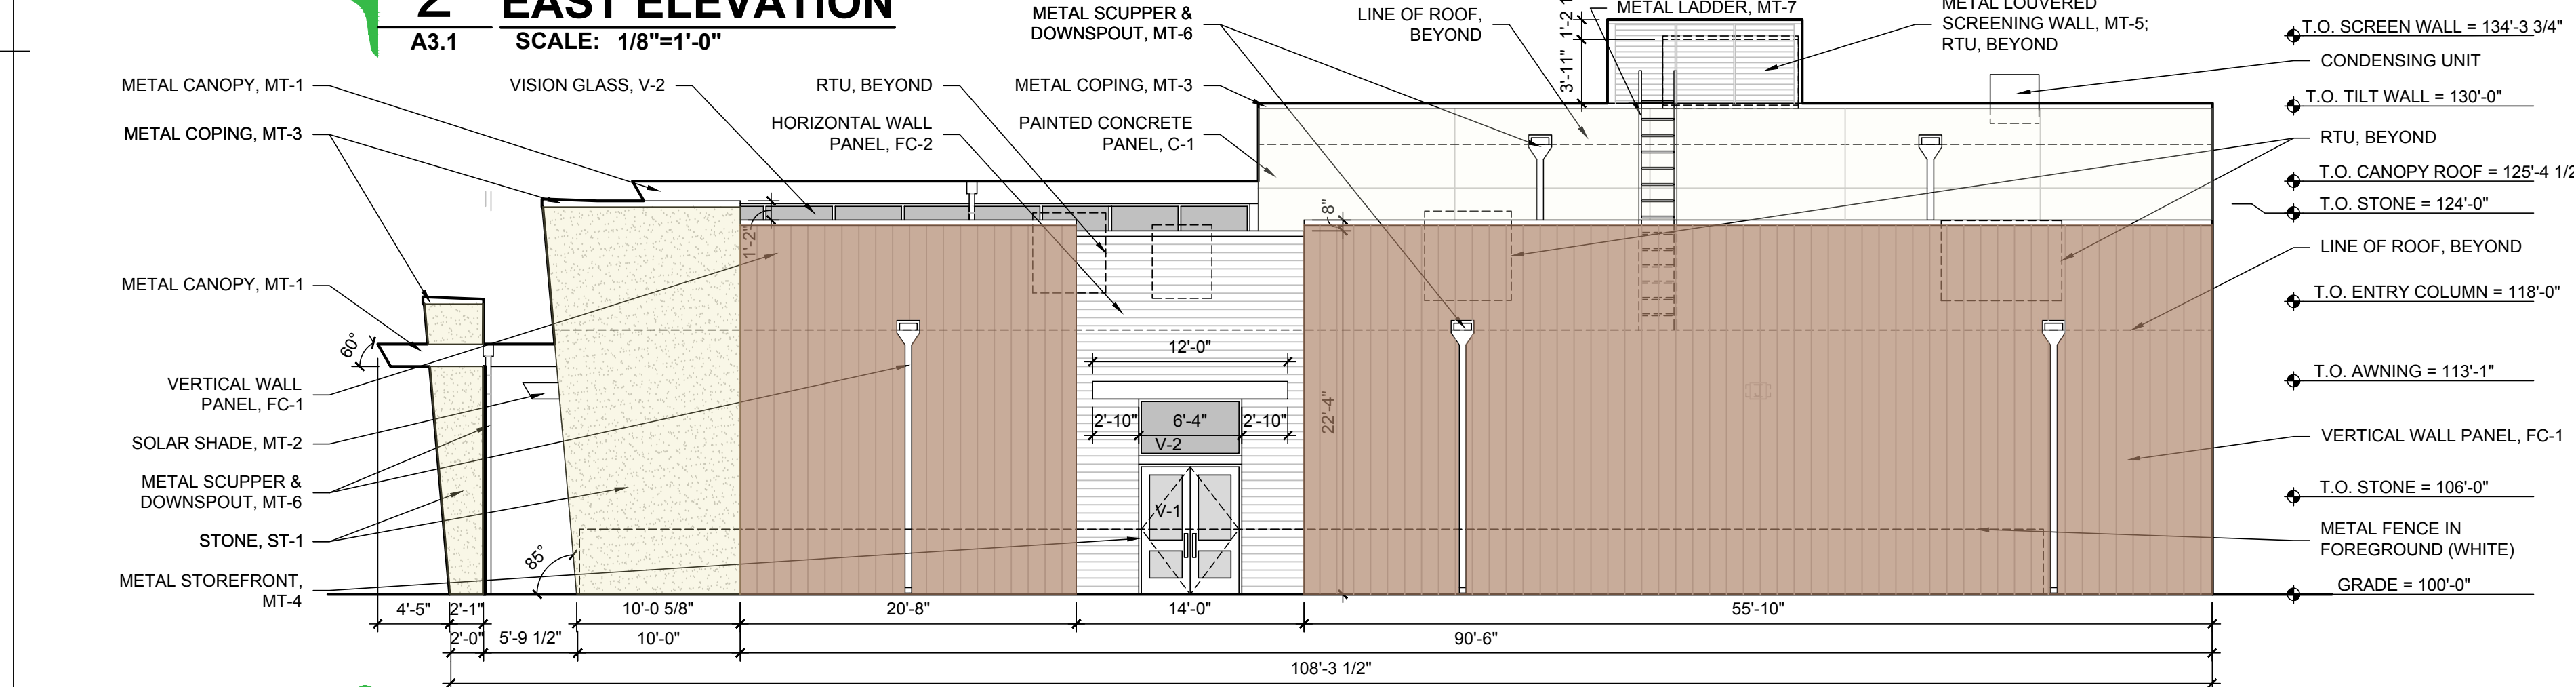 2
EAST ELEVATION
A3.1
SCALE: 1/8"=1'-0"
METAL CANOPY, MT-1
METAL COPING, MT-3
METAL CANOPY, MT-1
60°
VERTICAL WALL
PANEL, FC-1
SOLAR SHADE, MT-2
METAL SCUPPER &
DOWNSPOUT, MT-6
STONE, ST-1
METAL STOREFRONT,
MT-4
85°
VISION GLASS, V-2
RTU, BEYOND
HORIZONTAL WALL
PANEL, FC-2
METAL SCUPPER &
DOWNSPOUT, MT-6
METAL COPING, MT-3
PAINTED CONCRETE
PANEL, C-1
LINE OF ROOF,
BEYOND
METAL LADDER, MT-7
METAL LOUVERED
SCREENING WALL, MT-5;
RTU, BEYOND
3'-11"
1'-2"
8"
22'-4"
12'-0"
2'-10"
6'-4"
2'-10"
V-2
V-1
T.O. SCREEN WALL = 134'-3 3/4"
CONDENSING UNIT
T.O. TILT WALL = 130'-0"
RTU, BEYOND
T.O. CANOPY ROOF = 125'-4 1/2
T.O. STONE = 124'-0"
LINE OF ROOF, BEYOND
T.O. ENTRY COLUMN = 118'-0"
T.O. AWNING = 113'-1"
VERTICAL WALL PANEL, FC-1
T.O. STONE = 106'-0"
METAL FENCE IN
FOREGROUND (WHITE)
GRADE = 100'-0"
4'-5"
2'-1"
10'-0 5/8"
20'-8"
14'-0"
55'-10"
2'-0"
5'-9 1/2"
10'-0"
90'-6"
108'-3 1/2"